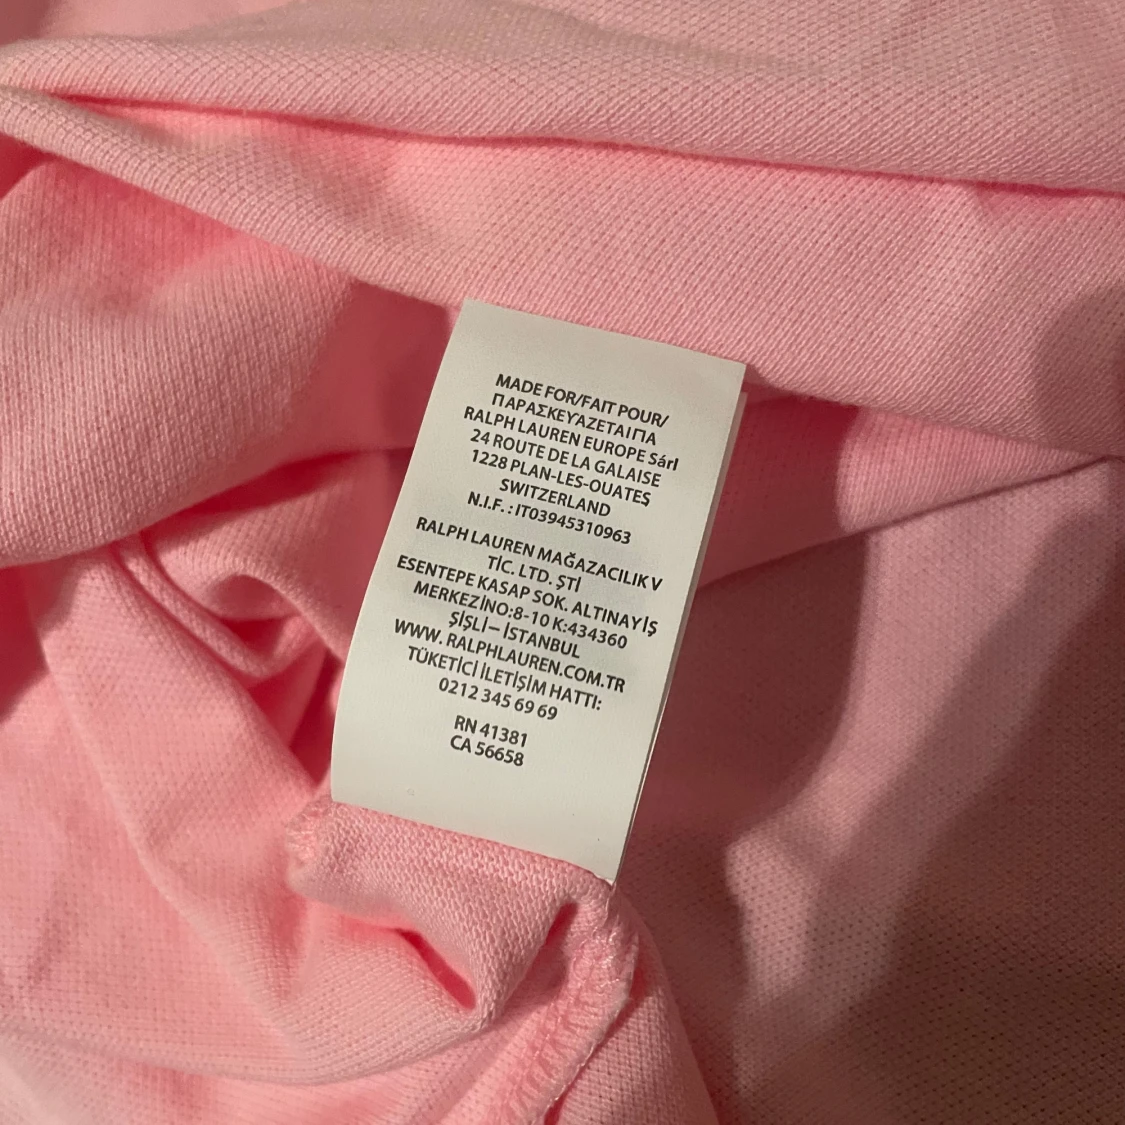 MADE FOR/FAIT POUR/
ΠΑΡΑΣΚΕΥΑΖΕΤΑΙ ΓΙΑ
RALPH LAUREN EUROPE Sárl
24 ROUTE DE LA GALAISE
1228 PLAN-LES-OUATES
SWITZERLAND
N.I.F. : IT03945310963
RALPH LAUREN MAĞAZACILIK V
TİC. LTD. ŞTİ
ESENTEPE KASAP SOK. ALTINAY İŞ
MERKEZİNO:8-10 K:434360
ŞİŞLİ– İSTANBUL
WWW. RALPHLAUREN.COM.TR
TÜKETİCİ İLETİŞİM HATTI:
0212 345 69 69
RN 41381
CA 56658